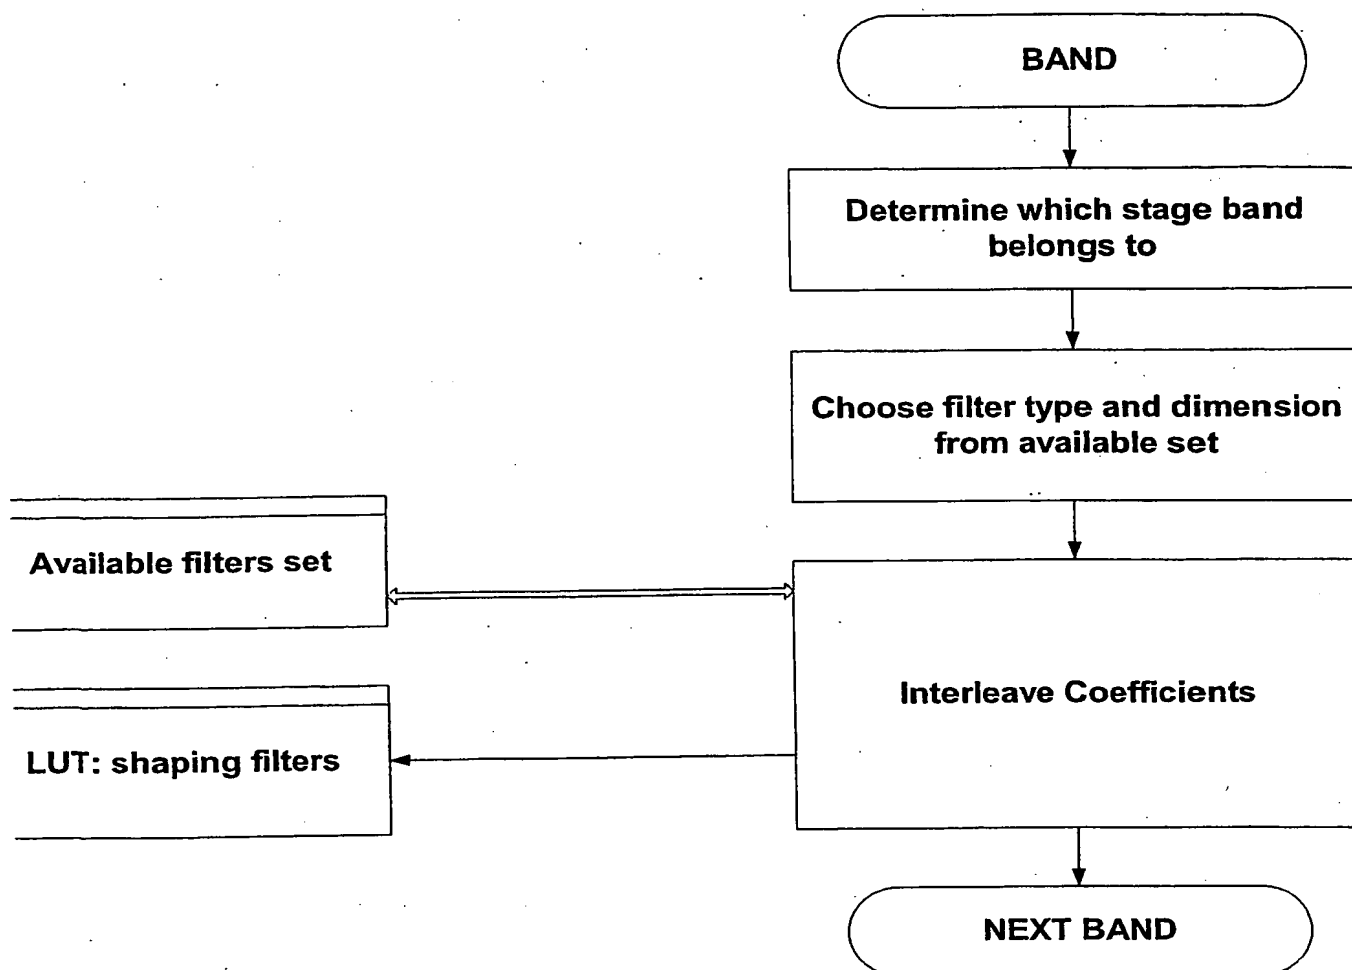 BAND
Determine which stage band
belongs to
Choose filter type and dimension
from available set
Available filters set
Interleave Coefficients
LUT: shaping filters
NEXT BAND